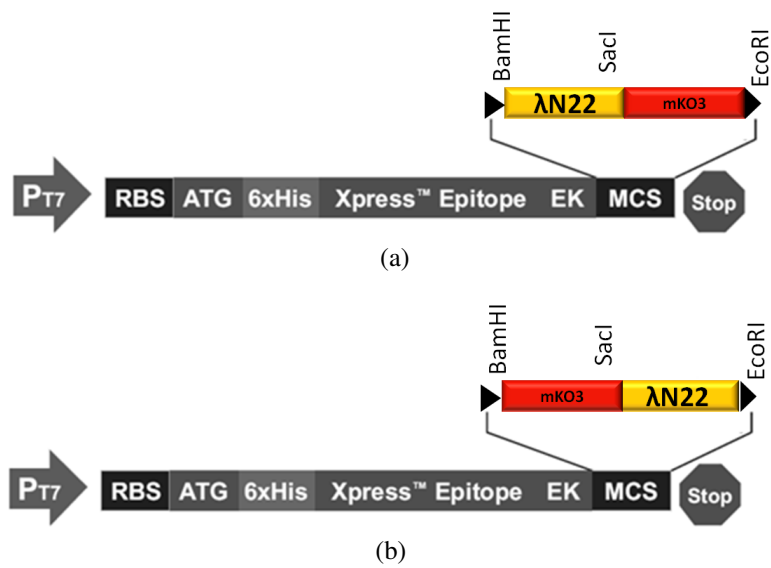 BamHI
SacI
EcoRI
λN22 mKO3
PT7 RBS ATG 6xHis Xpress™ Epitope EK MCS Stop
(a)
BamHI
SacI
EcoRI
mKO3 λN22
PT7 RBS ATG 6xHis Xpress™ Epitope EK MCS Stop
(b)